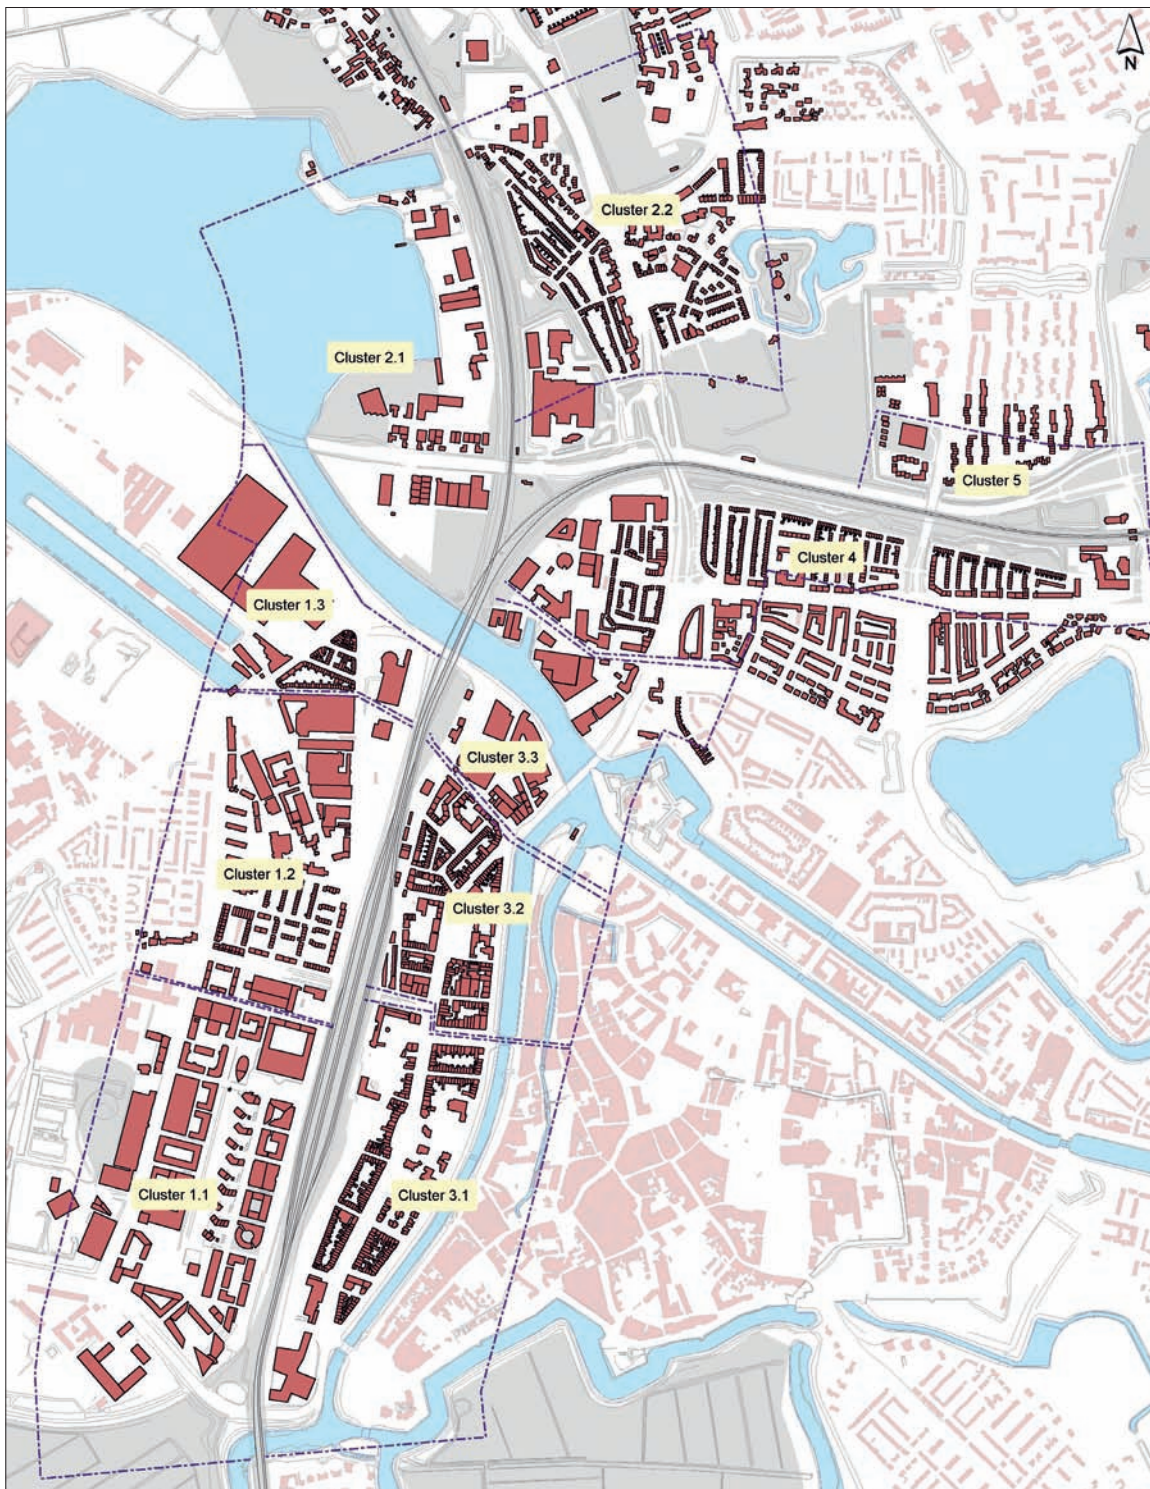 N
Cluster 2.2
Cluster 2.1
Cluster 5
Cluster 4
Cluster 1.3
Cluster 3.3
Cluster 1.2
Cluster 3.2
Cluster 1.1
Cluster 3.1